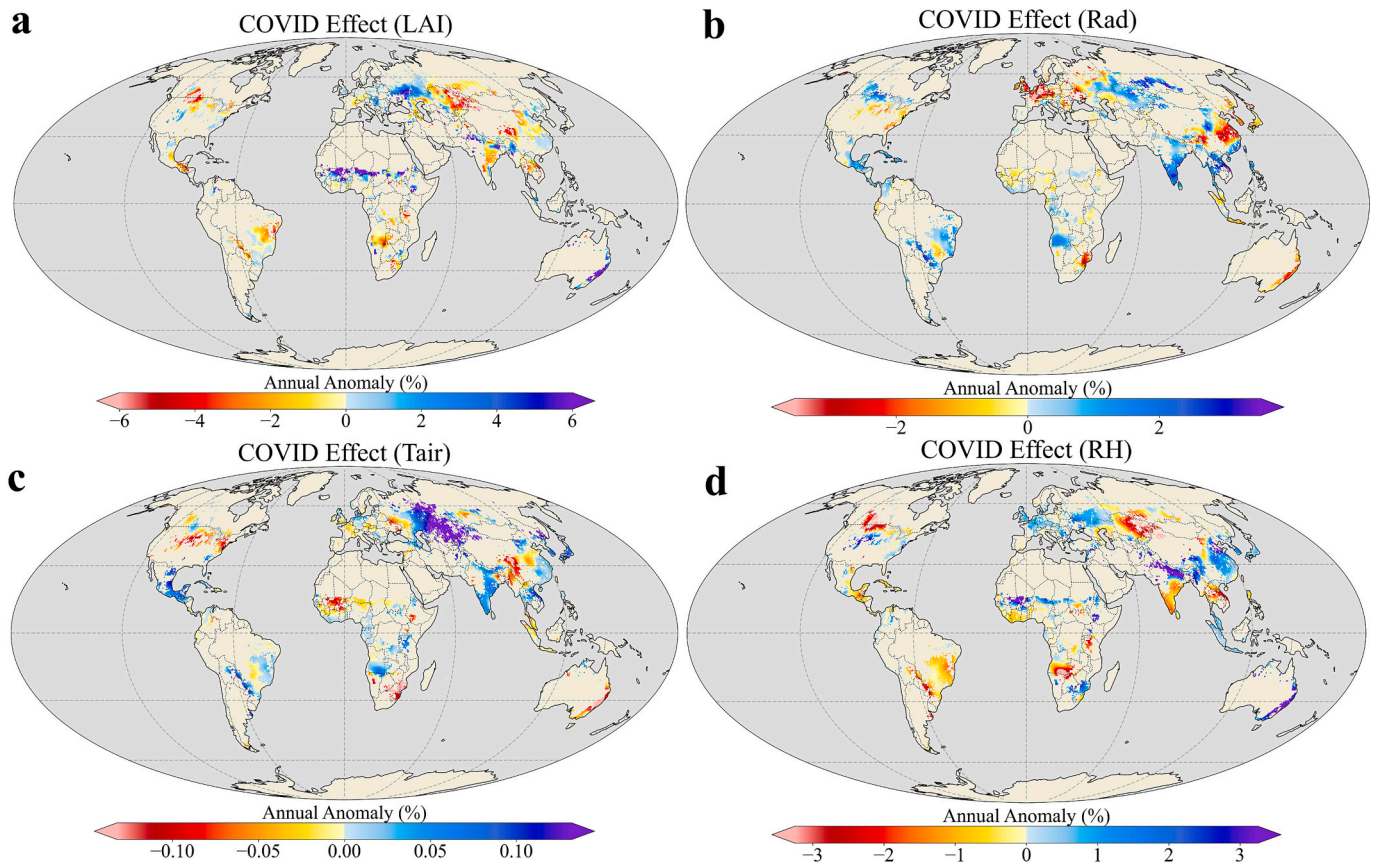 a
COVID Effect (LAI)
Annual Anomaly (%)
−6 −4 −2 0 2 4 6
b
COVID Effect (Rad)
Annual Anomaly (%)
−2 0 2
c
COVID Effect (Tair)
Annual Anomaly (%)
−0.10 −0.05 0.00 0.05 0.10
d
COVID Effect (RH)
Annual Anomaly (%)
−3 −2 −1 0 1 2 3